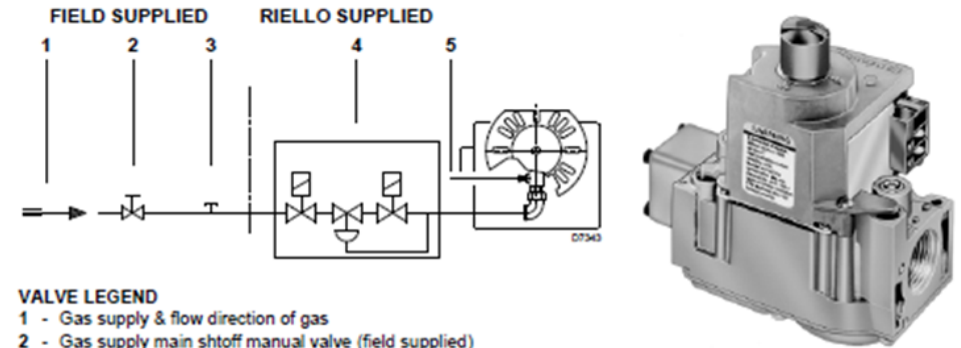 FIELD SUPPLIED RIELLO SUPPLIED
1 2 3 4 5
D7343
VALVE LEGEND
1 - Gas supply & flow direction of gas
2 - Gas supply main shtoff manual valve (field supplied)
WARNING